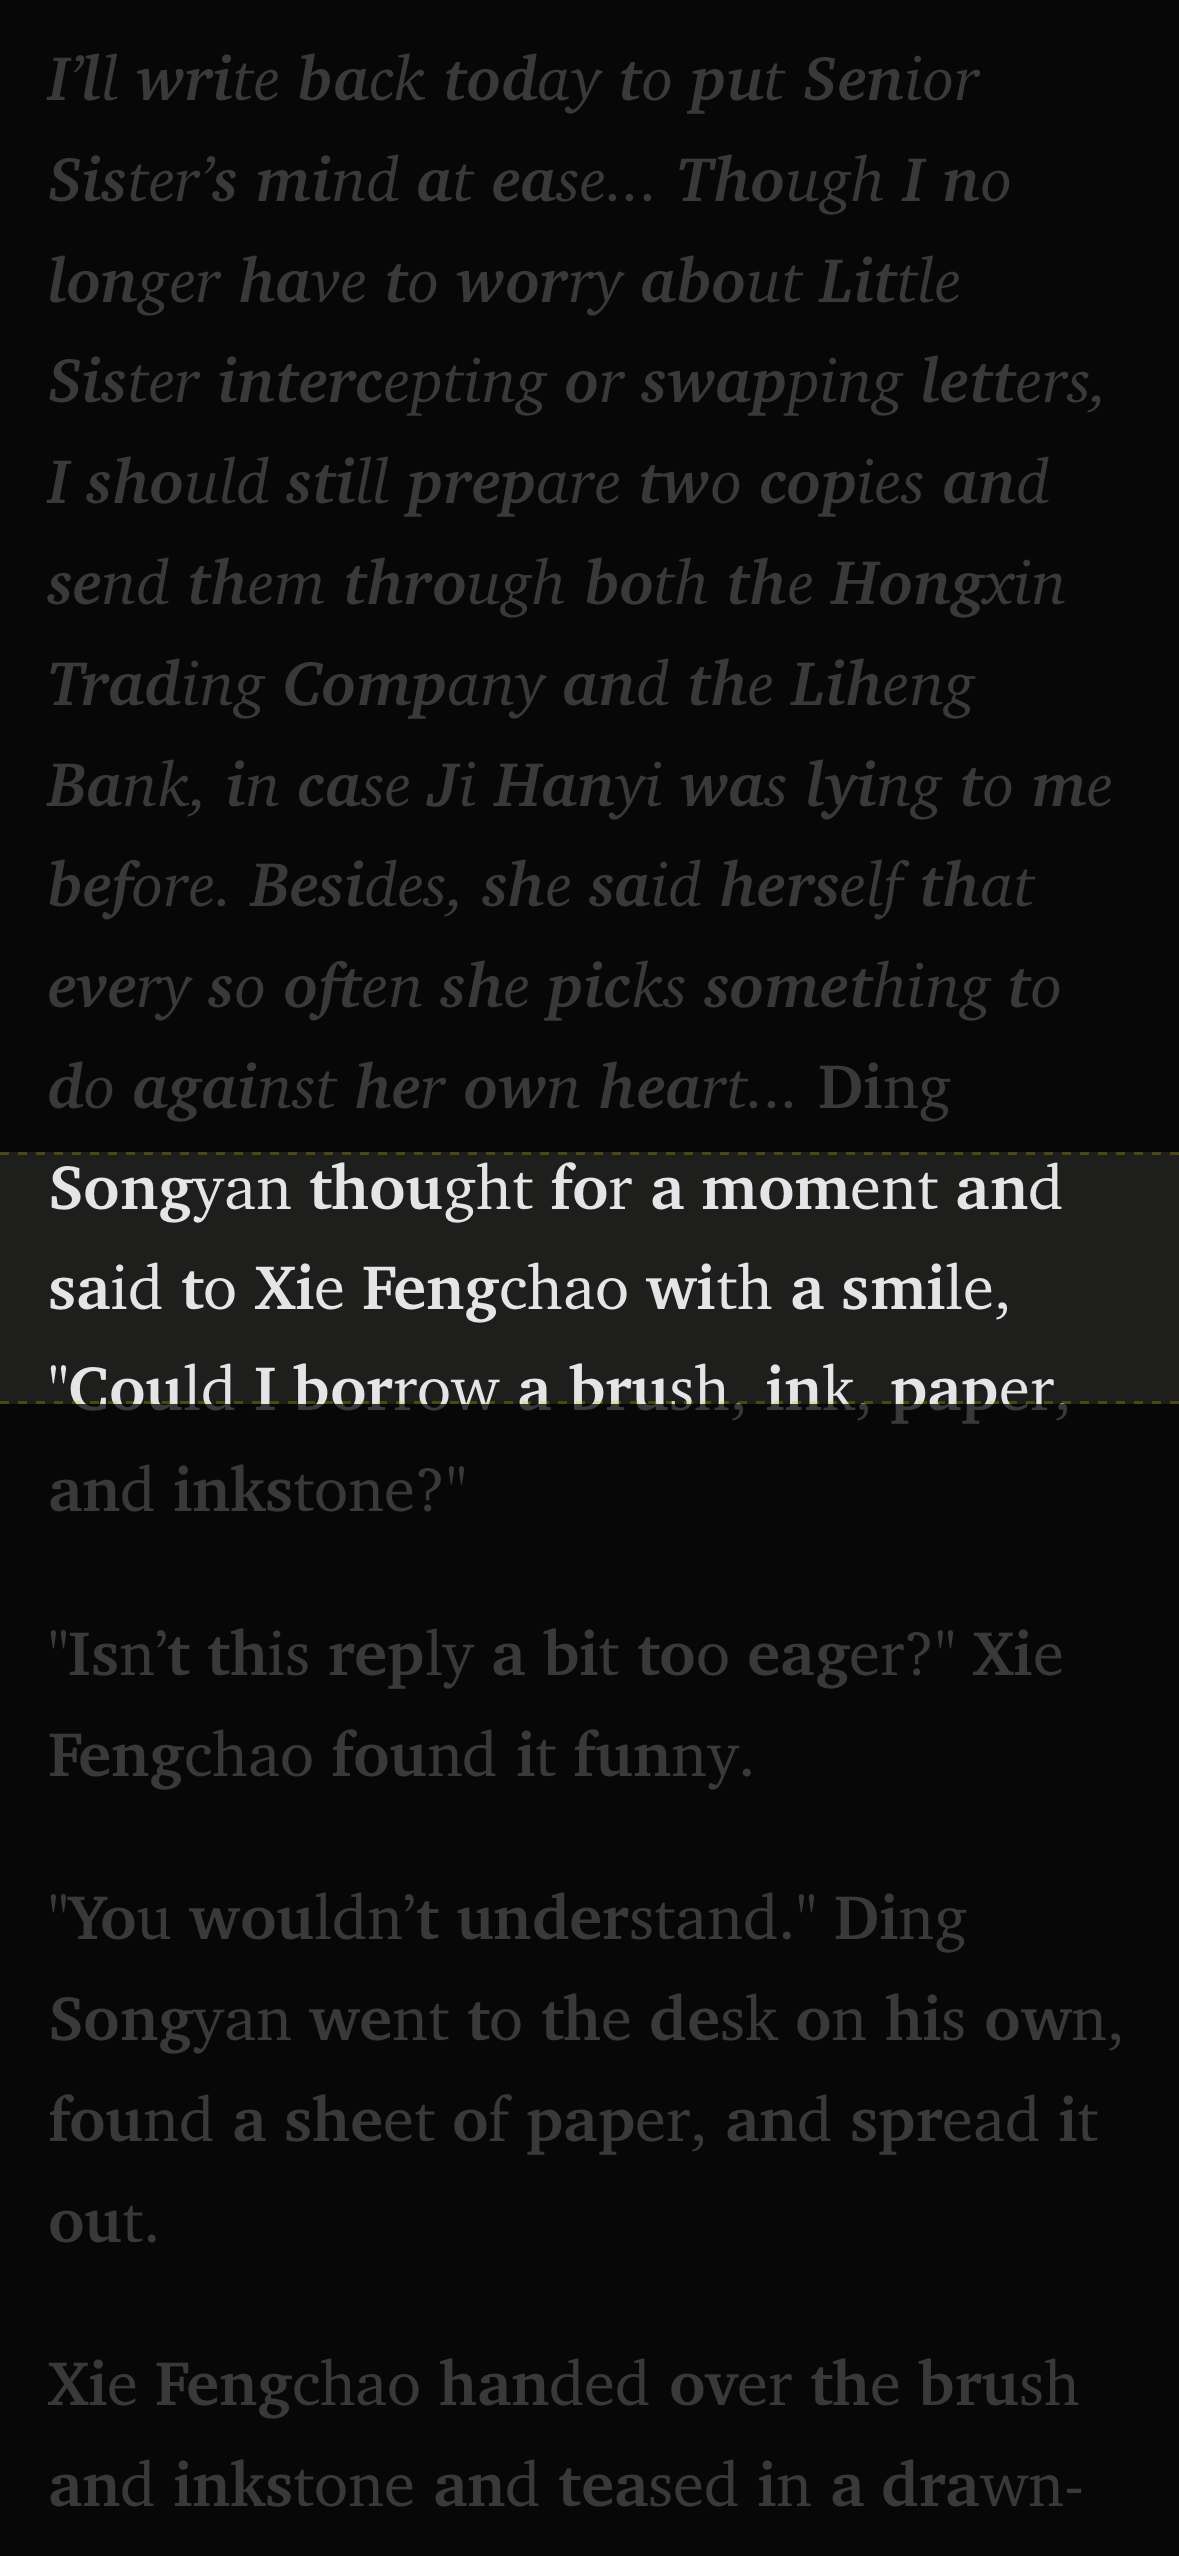 I’ll write back today to put Senior
Sister’s mind at ease... Though I no
longer have to worry about Little
Sister intercepting or swapping letters,
I should still prepare two copies and
send them through both the Hongxin
Trading Company and the Liheng
Bank, in case Ji Hanyi was lying to me
before. Besides, she said herself that
every so often she picks something to
do against her own heart... Ding
Songyan thought for a moment and
said to Xie Fengchao with a smile,
"Could I borrow a brush, ink, paper,
and inkstone?"
"Isn’t this reply a bit too eager?" Xie
Fengchao found it funny.
"You wouldn’t understand." Ding
Songyan went to the desk on his own,
found a sheet of paper, and spread it
out.
Xie Fengchao handed over the brush
and inkstone and teased in a drawn-